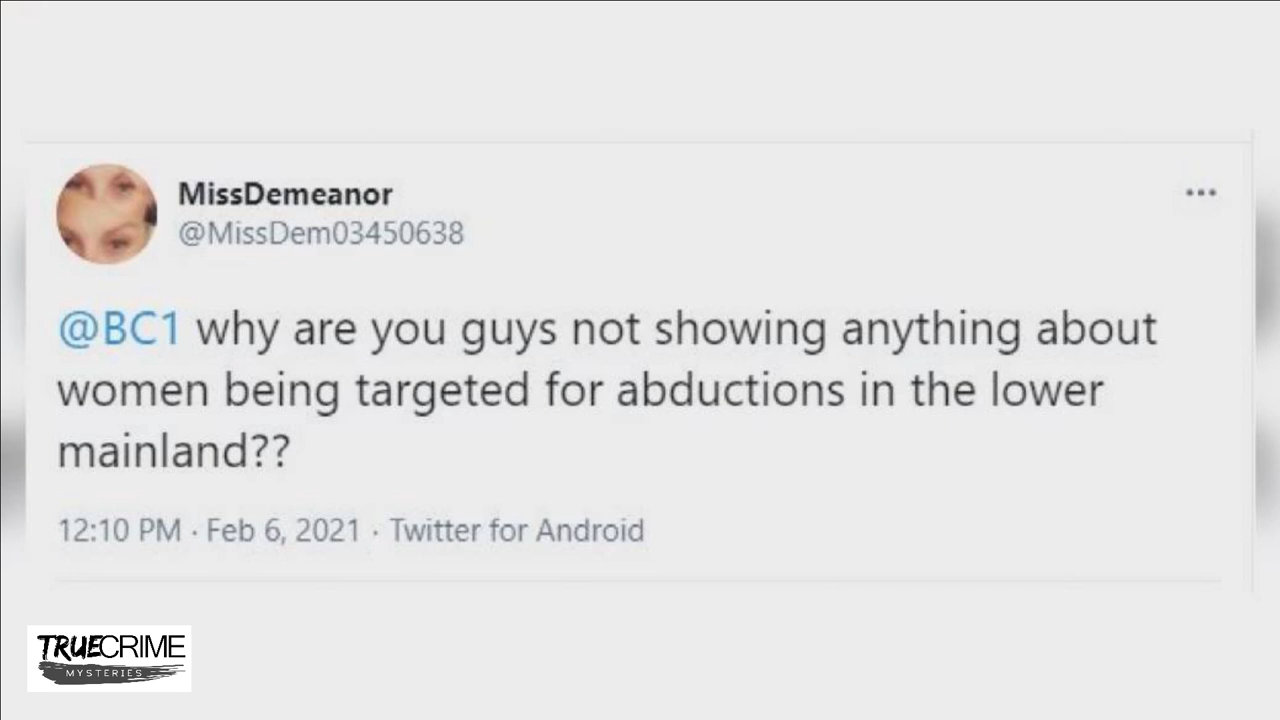 MissDemeanor
@MissDem03450638
@BC1 why are you guys not showing anything about
women being targeted for abductions in the lower
mainland??
12:10 PM · Feb 6, 2021 · Twitter for Android
TRUECRIME
MYSTERIES